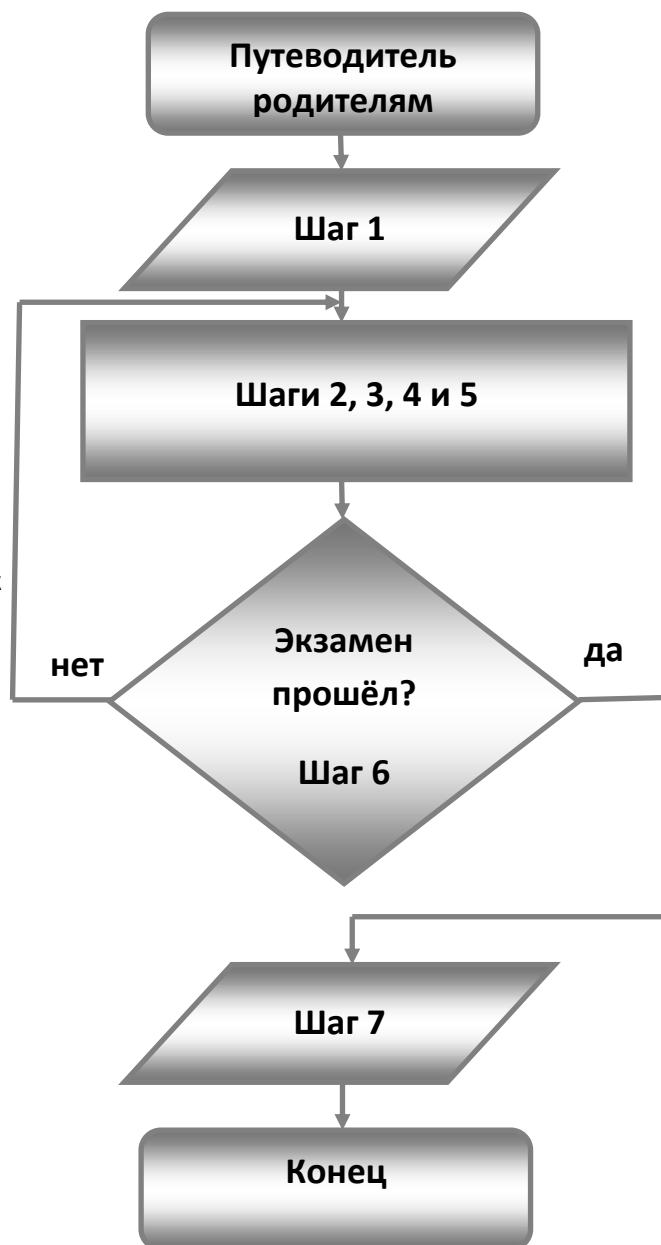 Путеводитель
родителям
Шаг 1
Шаги 2, 3, 4 и 5
Экзамен
прошёл?
нет
да
Шаг 6
Шаг 7
Конец